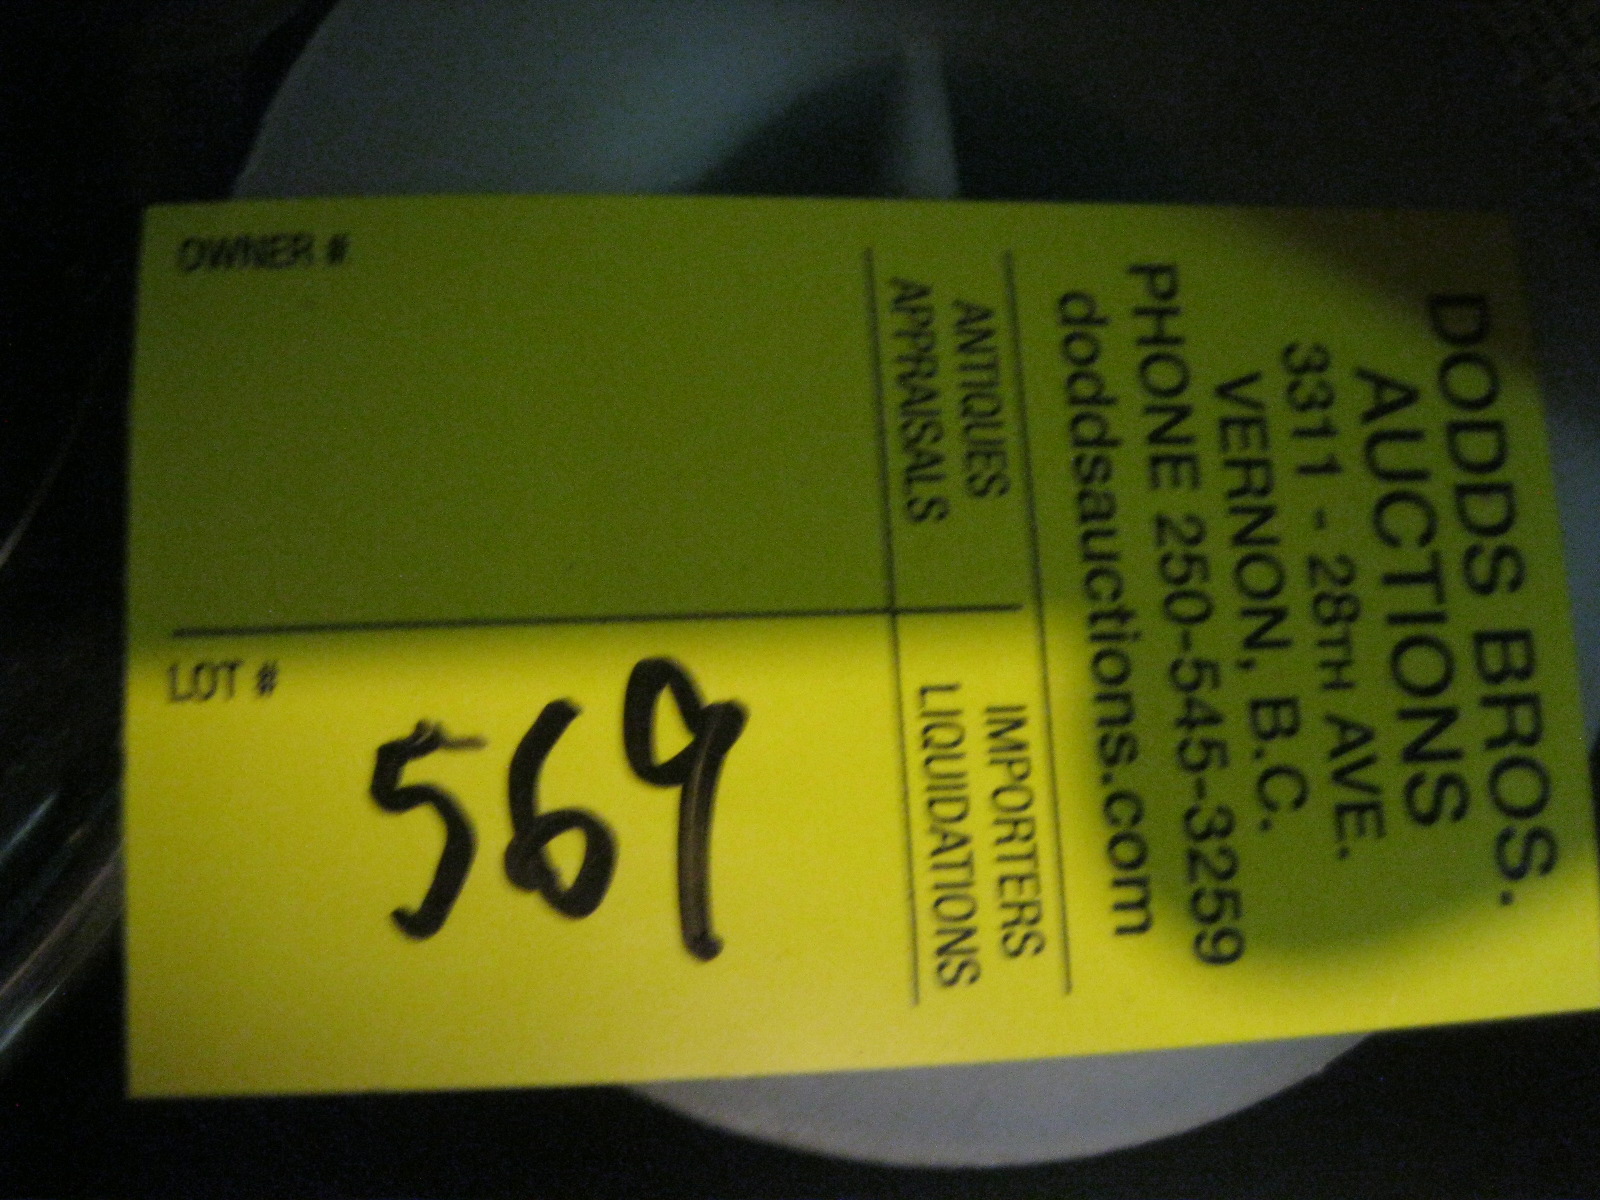 DODDS BROS.
AUCTIONS
3311 - 28TH AVE.
VERNON, B.C.
PHONE 250-545-3259
doddsauctions.com
ANTIQUES
APPRAISALS
IMPORTERS
LIQUIDATIONS
OWNER #
LOT #
569